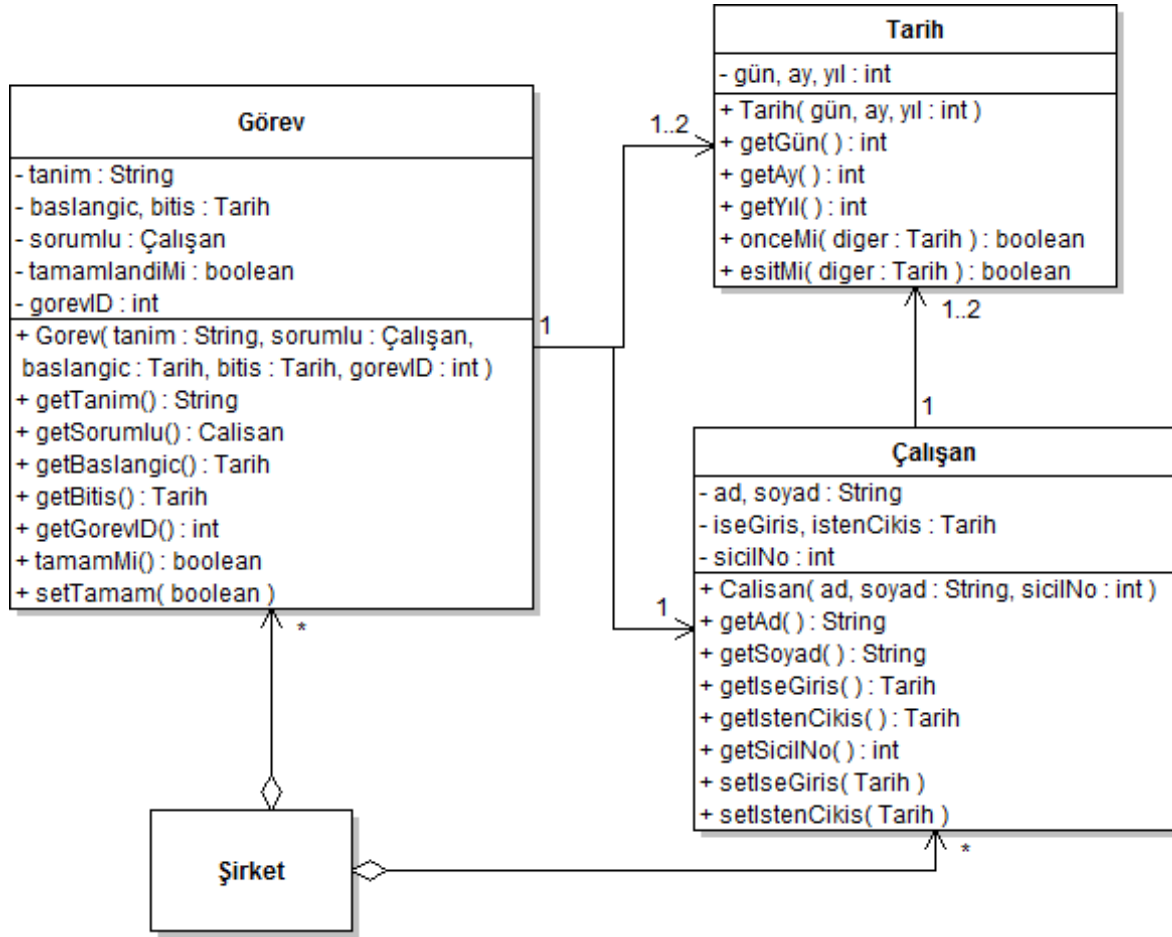 Tarih
- gün, ay, yıl : int
+ Tarih( gün, ay, yıl : int )
+ getGün( ) : int
+ getAy( ) : int
+ getYıl( ) : int
+ onceMi( diger : Tarih ) : boolean
+ esitMi( diger : Tarih ) : boolean
Görev
- tanim : String
- baslangic, bitis : Tarih
- sorumlu : Çalışan
- tamamlandiMi : boolean
- gorevID : int
+ Gorev( tanim : String, sorumlu : Çalışan,
baslangic : Tarih, bitis : Tarih, gorevID : int )
+ getTanim() : String
+ getSorumlu() : Calisan
+ getBaslangic() : Tarih
+ getBitis() : Tarih
+ getGorevID() : int
+ tamamMi() : boolean
+ setTamam( boolean )
1
1..2
1..2
1
1
Çalışan
- ad, soyad : String
- iseGiris, istenCikis : Tarih
- sicilNo : int
+ Calisan( ad, soyad : String, sicilNo : int )
+ getAd( ) : String
+ getSoyad( ) : String
+ getIseGiris( ) : Tarih
+ getIstenCikis( ) : Tarih
+ getSicilNo( ) : int
+ setIseGiris( Tarih )
+ setIstenCikis( Tarih )
*
*
Şirket